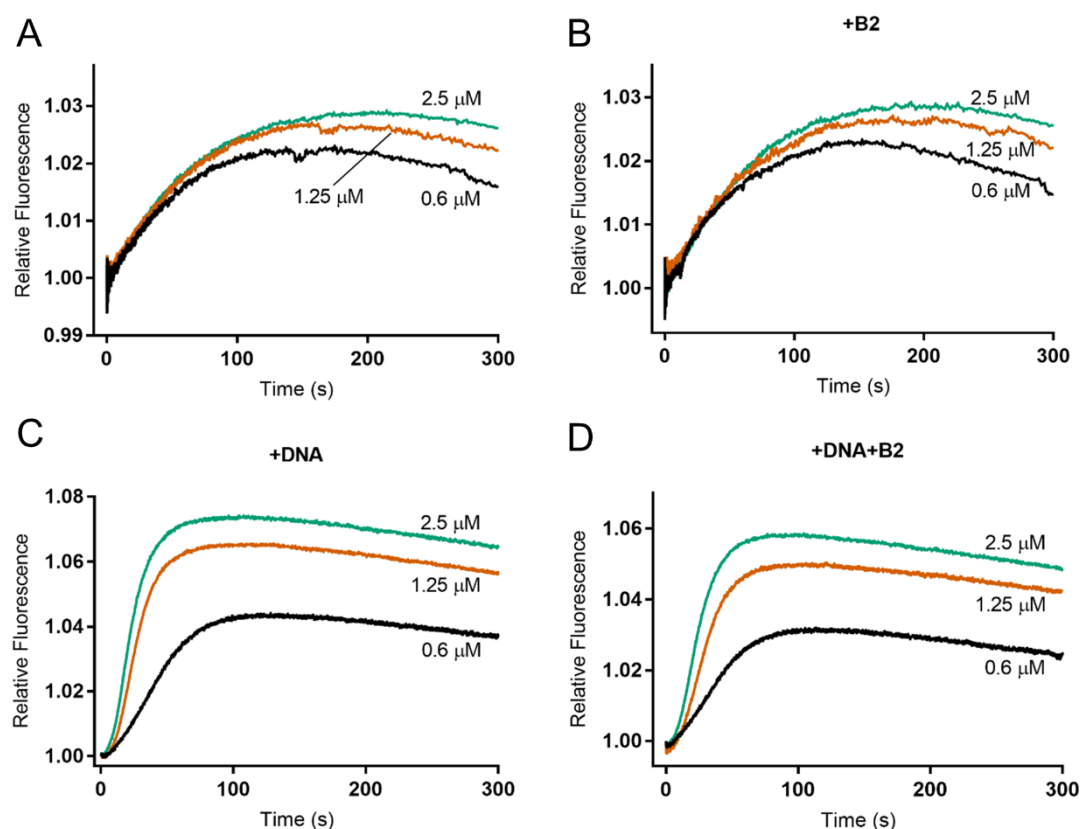 A
Relative Fluorescence
1.03
1.02
1.01
1.00
0.99
2.5 μM
1.25 μM
0.6 μM
0
100
200
300
Time (s)
B
+B2
Relative Fluorescence
1.03
1.02
1.01
1.00
2.5 μM
1.25 μM
0.6 μM
0
100
200
300
Time (s)
C
+DNA
Relative Fluorescence
1.08
1.06
1.04
1.02
1.00
2.5 μM
1.25 μM
0.6 μM
0
100
200
300
Time (s)
D
+DNA+B2
Relative Fluorescence
1.06
1.04
1.02
1.00
2.5 μM
1.25 μM
0.6 μM
0
100
200
300
Time (s)